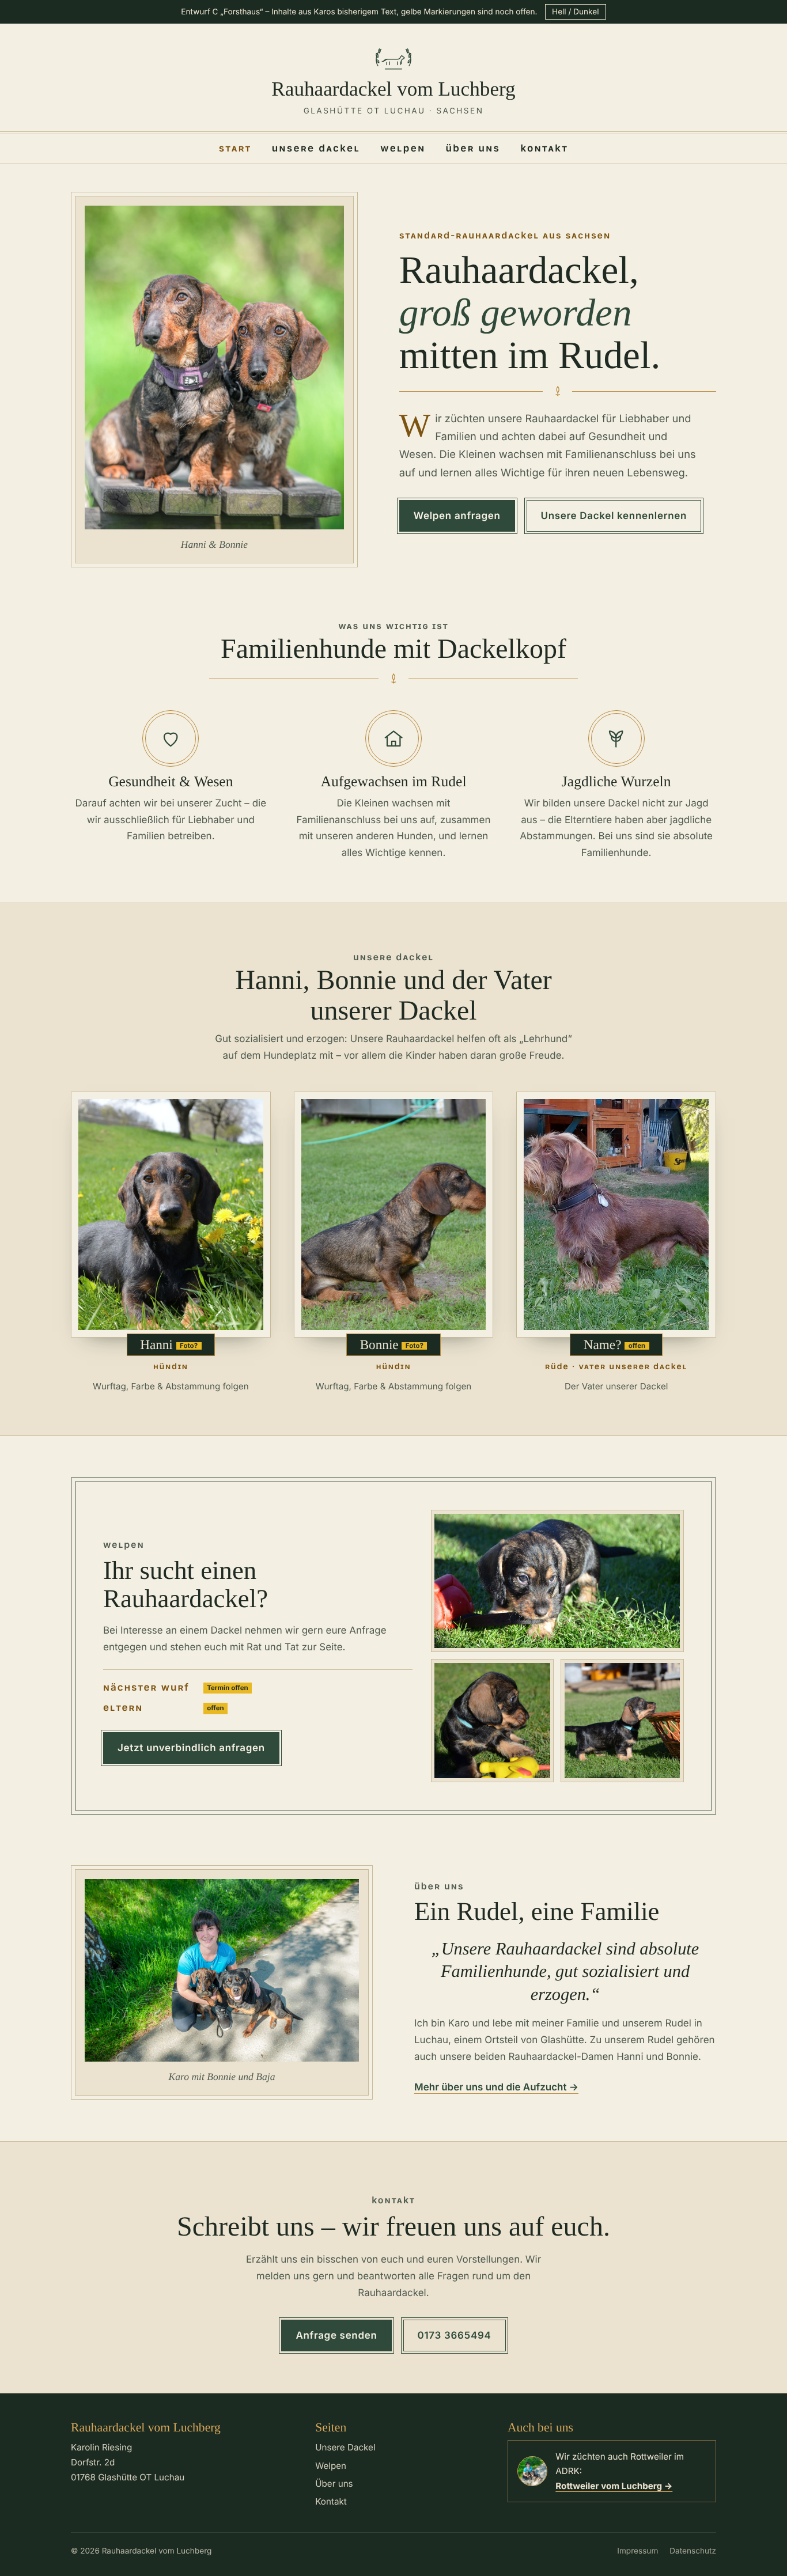 Entwurf C „Forsthaus“ – Inhalte aus Karos bisherigem Text, gelbe Markierungen sind noch offen. Hell / Dunkel
Rauhaardackel vom Luchberg
GLASHÜTTE OT LUCHAU · SACHSEN
START unsere dackel welpen über uns kontakt
standard-rauhaardackel aus sachsen
Rauhaardackel,
groß geworden
mitten im Rudel.
Wir züchten unsere Rauhaardackel für Liebhaber und
Familien und achten dabei auf Gesundheit und
Wesen. Die Kleinen wachsen mit Familienanschluss bei uns
auf und lernen alles Wichtige für ihren neuen Lebensweg.
Welpen anfragen Unsere Dackel kennenlernen
Hanni & Bonnie
was uns wichtig ist
Familienhunde mit Dackelkopf
Gesundheit & Wesen
Darauf achten wir bei unserer Zucht – die
wir ausschließlich für Liebhaber und
Familien betreiben.
Aufgewachsen im Rudel
Die Kleinen wachsen mit
Familienanschluss bei uns auf, zusammen
mit unseren anderen Hunden, und lernen
alles Wichtige kennen.
Jagdliche Wurzeln
Wir bilden unsere Dackel nicht zur Jagd
aus – die Elterntiere haben aber jagdliche
Abstammungen. Bei uns sind sie absolute
Familienhunde.
unsere dackel
Hanni, Bonnie und der Vater
unserer Dackel
Gut sozialisiert und erzogen: Unsere Rauhaardackel helfen oft als „Lehrhund“
auf dem Hundeplatz mit – vor allem die Kinder haben daran große Freude.
Hanni Foto?
hündin
Wurftag, Farbe & Abstammung folgen
Bonnie Foto?
hündin
Wurftag, Farbe & Abstammung folgen
Name? offen
rüde · vater unserer dackel
Der Vater unserer Dackel
welpen
Ihr sucht einen
Rauhaardackel?
Bei Interesse an einem Dackel nehmen wir gern eure Anfrage
entgegen und stehen euch mit Rat und Tat zur Seite.
nächster wurf Termin offen
eltern offen
Jetzt unverbindlich anfragen
Karo mit Bonnie und Baja
über uns
Ein Rudel, eine Familie
„Unsere Rauhaardackel sind absolute
Familienhunde, gut sozialisiert und
erzogen.“
Ich bin Karo und lebe mit meiner Familie und unserem Rudel in
Luchau, einem Ortsteil von Glashütte. Zu unserem Rudel gehören
auch unsere beiden Rauhaardackel-Damen Hanni und Bonnie.
Mehr über uns und die Aufzucht →
kontakt
Schreibt uns – wir freuen uns auf euch.
Erzählt uns ein bisschen von euch und euren Vorstellungen. Wir
melden uns gern und beantworten alle Fragen rund um den
Rauhaardackel.
Anfrage senden 0173 3665494
Rauhaardackel vom Luchberg
Karolin Riesing
Dorfstr. 2d
01768 Glashütte OT Luchau
Seiten
Unsere Dackel
Welpen
Über uns
Kontakt
Auch bei uns
Wir züchten auch Rottweiler im
ADRK:
Rottweiler vom Luchberg →
© 2026 Rauhaardackel vom Luchberg
Impressum Datenschutz